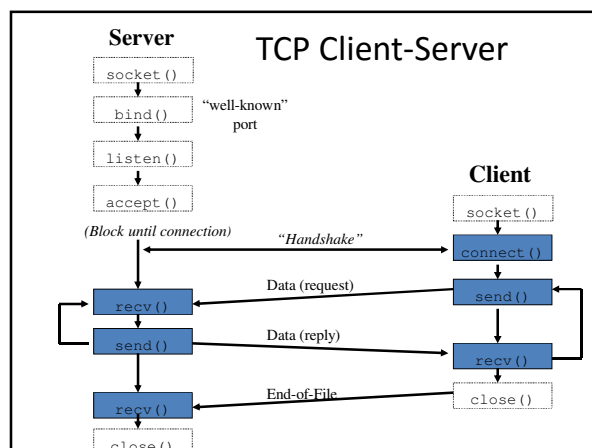 Server
TCP Client-Server
socket()
bind()
“well-known”
port
listen()
Client
accept()
socket()
(Block until connection)
“Handshake”
connect()
Data (request)
send()
recv()
Data (reply)
send()
recv()
End-of-File
recv()
close()
close()